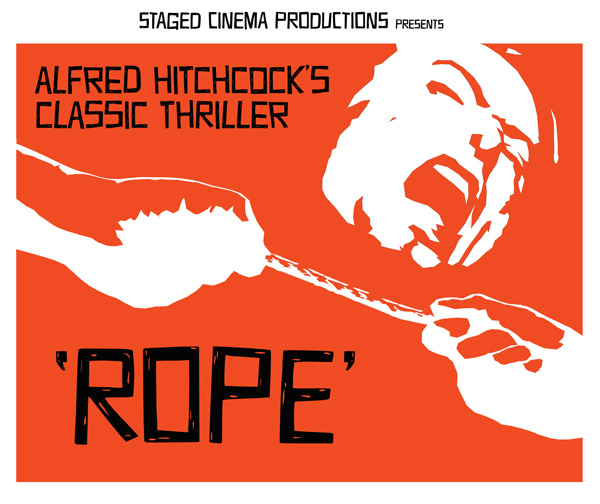 STAGED CINEMA PRODUCTIONS PRESENTS
ALFRED HITCHCOCK'S
CLASSIC THRILLER
'ROPE'